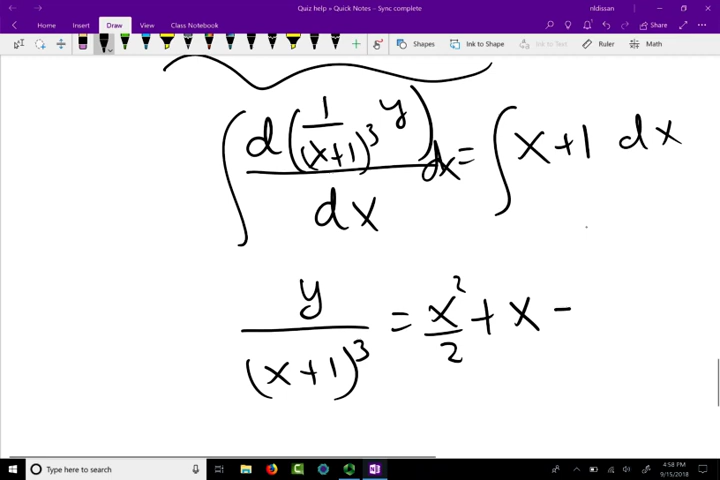 Quiz help » Quick Notes - Sync complete
nldissan
Home Insert Draw View Class Notebook
Share
Shapes Ink to Shape Ink to Text Ruler Math
∫ d(1/(x+1)³ y)/dx dx = ∫ x+1 dx
y/(x+1)³ = x²/2 + x −
Type here to search
4:58 PM
9/15/2018